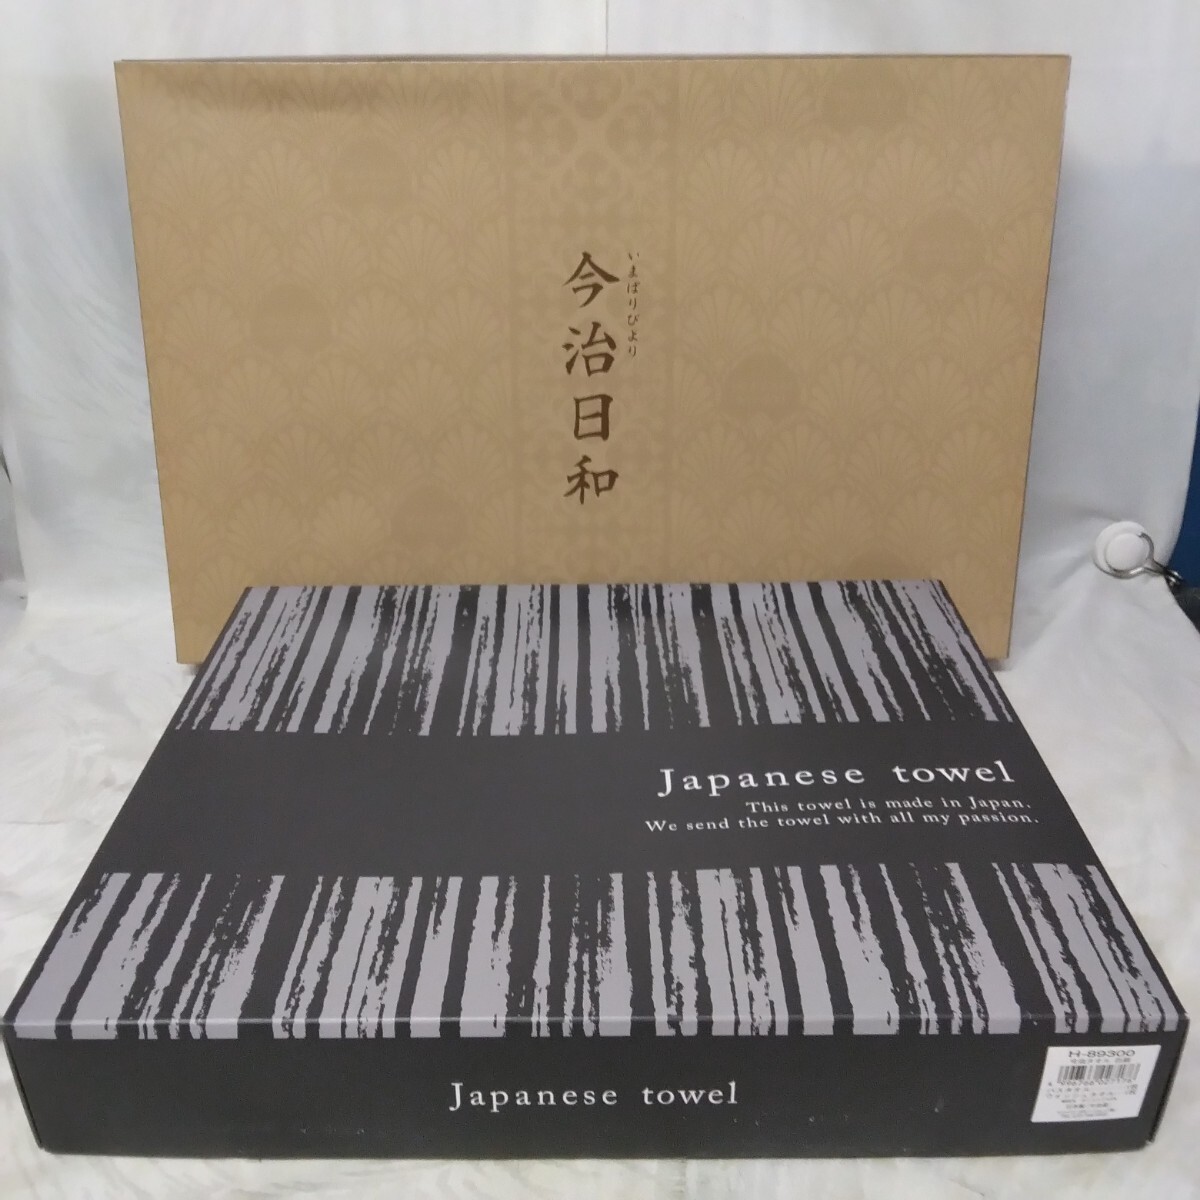 今治日和
いまばりびより
Japanese towel
This towel is made in Japan.
We send the towel with all my passion.
Japanese towel
H-89300